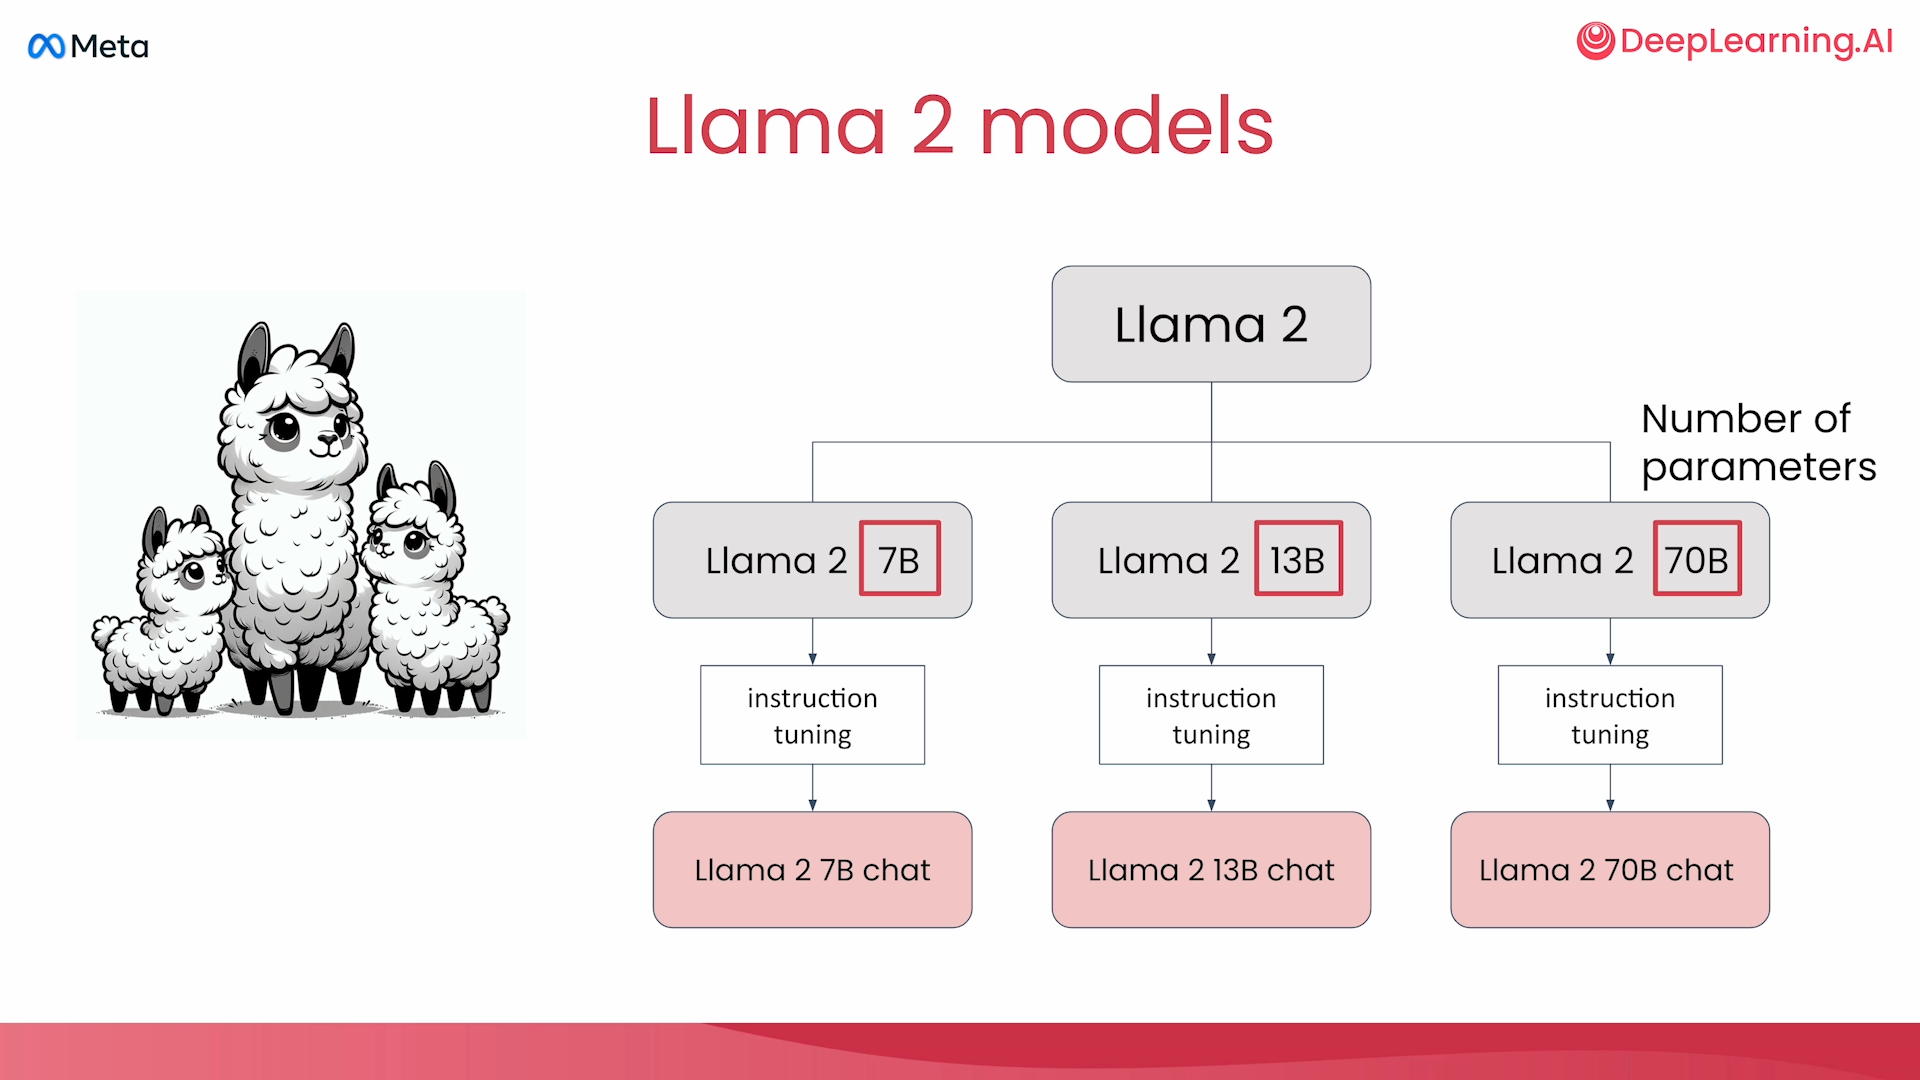 Meta
DeepLearning.AI
Llama 2 models
Llama 2
Number of
parameters
Llama 2 7B
Llama 2 13B
Llama 2 70B
instruction
tuning
instruction
tuning
instruction
tuning
Llama 2 7B chat
Llama 2 13B chat
Llama 2 70B chat